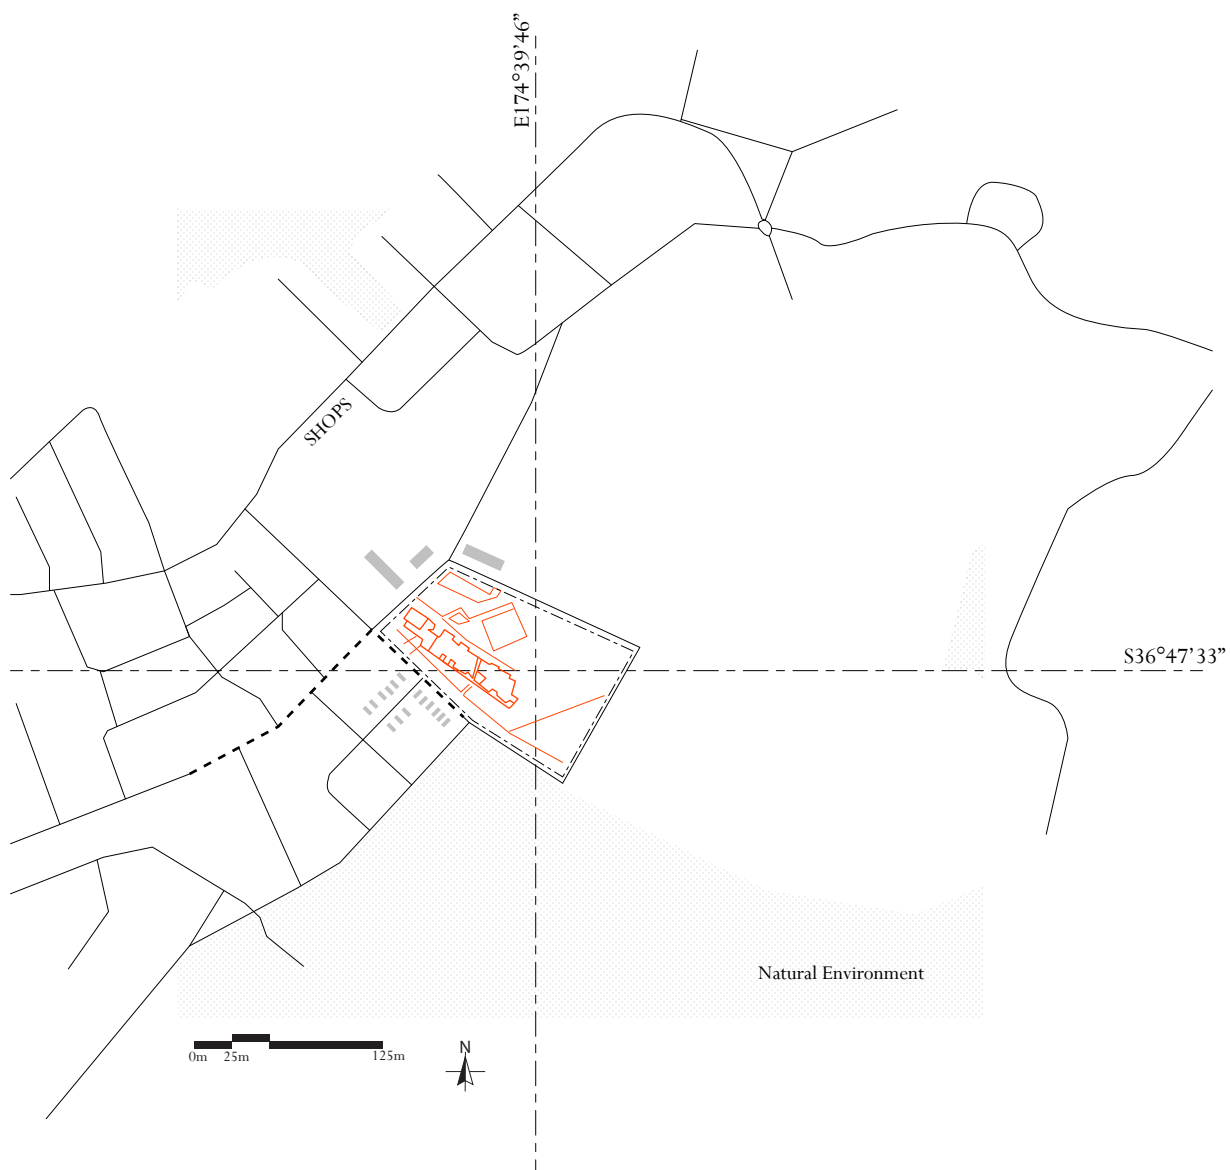 E174°39’46”
SHOPS
S36°47’33”
Natural Environment
0m 25m 125m
N